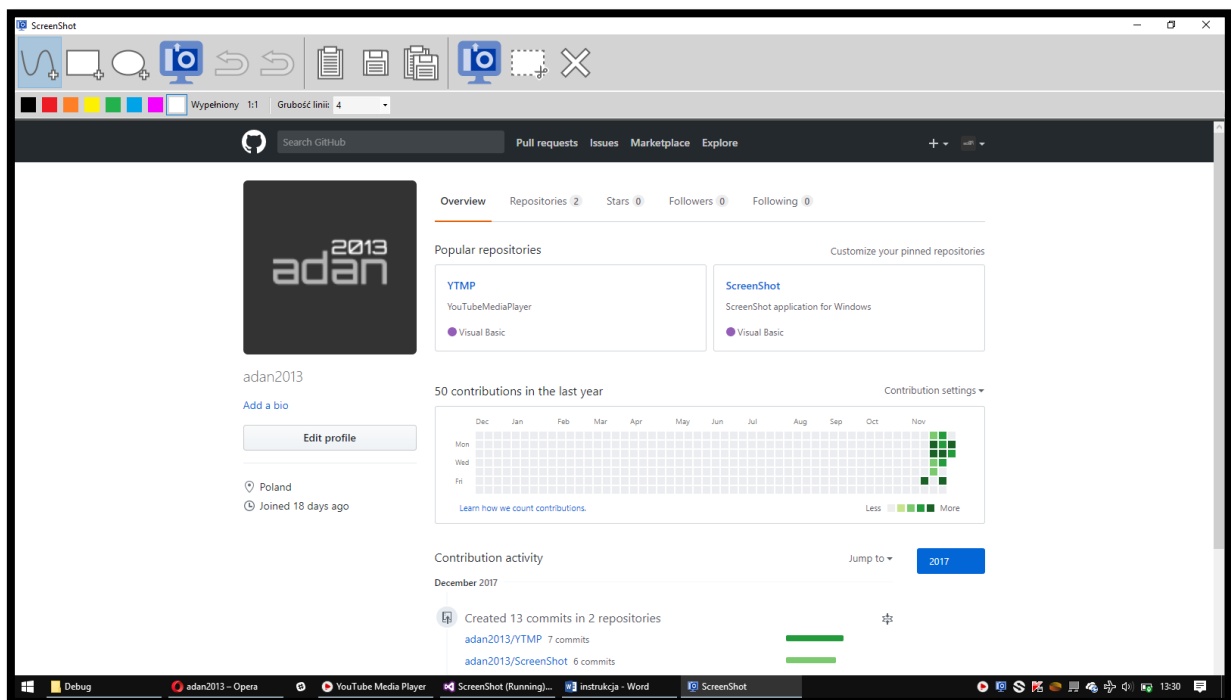 ScreenShot
Wypełniony 1:1 Grubość linii: 4
Search GitHub Pull requests Issues Marketplace Explore
2013
adan
Overview Repositories 2 Stars 0 Followers 0 Following 0
Popular repositories Customize your pinned repositories
YTMP
YouTubeMediaPlayer
Visual Basic
ScreenShot
ScreenShot application for Windows
Visual Basic
adan2013
Add a bio
Edit profile
Poland
Joined 18 days ago
50 contributions in the last year Contribution settings
Dec Jan Feb Mar Apr May Jun Jul Aug Sep Oct Nov
Mon
Wed
Fri
Learn how we count contributions. Less More
Contribution activity Jump to 2017
December 2017
Created 13 commits in 2 repositories
adan2013/YTMP 7 commits
adan2013/ScreenShot 6 commits
Debug adan2013 – Opera YouTube Media Player ScreenShot (Running)... instrukcja - Word ScreenShot 13:30